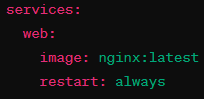 services:
  web:
    image: nginx:latest
    restart: always